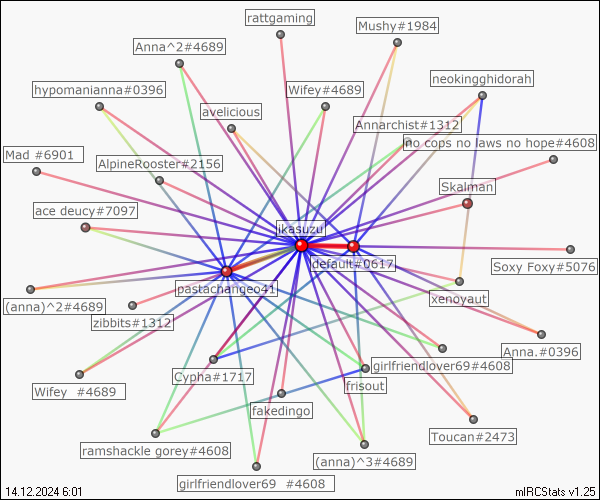 rattgaming
Mushy#1984
Anna^2#4689
neokingghidorah
hypomanianna#0396
Wifey#4689
avelicious
Annarchist#1312
no cops no laws no hope#4608
Mad #6901
AlpineRooster#2156
Skalman
ace deucy#7097
ikasuzu
default#0617
Soxy Foxy#5076
pastachangeo41
xenoyaut
(anna)^2#4689
zibbits#1312
Anna.#0396
girlfriendlover69#4608
Cypha#1717
frisout
Wifey  #4689
fakedingo
Toucan#2473
ramshackle gorey#4608
(anna)^3#4689
girlfriendlover69  #4608
14.12.2024 6:01
mIRCStats v1.25